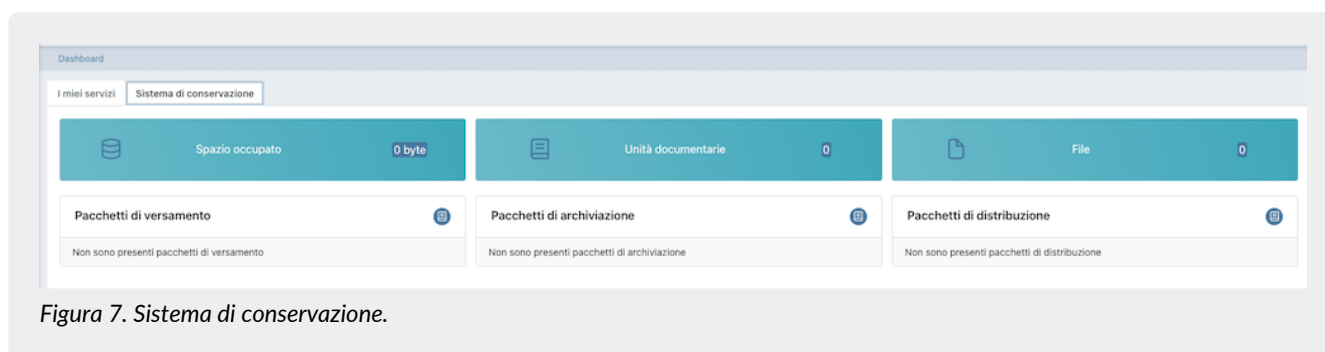 Dashboard
I miei servizi Sistema di conservazione
Spazio occupato 0 byte Unità documentarie 0 File 0
Pacchetti di versamento Pacchetti di archiviazione Pacchetti di distribuzione
Non sono presenti pacchetti di versamento Non sono presenti pacchetti di archiviazione Non sono presenti pacchetti di distribuzione
Figura 7. Sistema di conservazione.